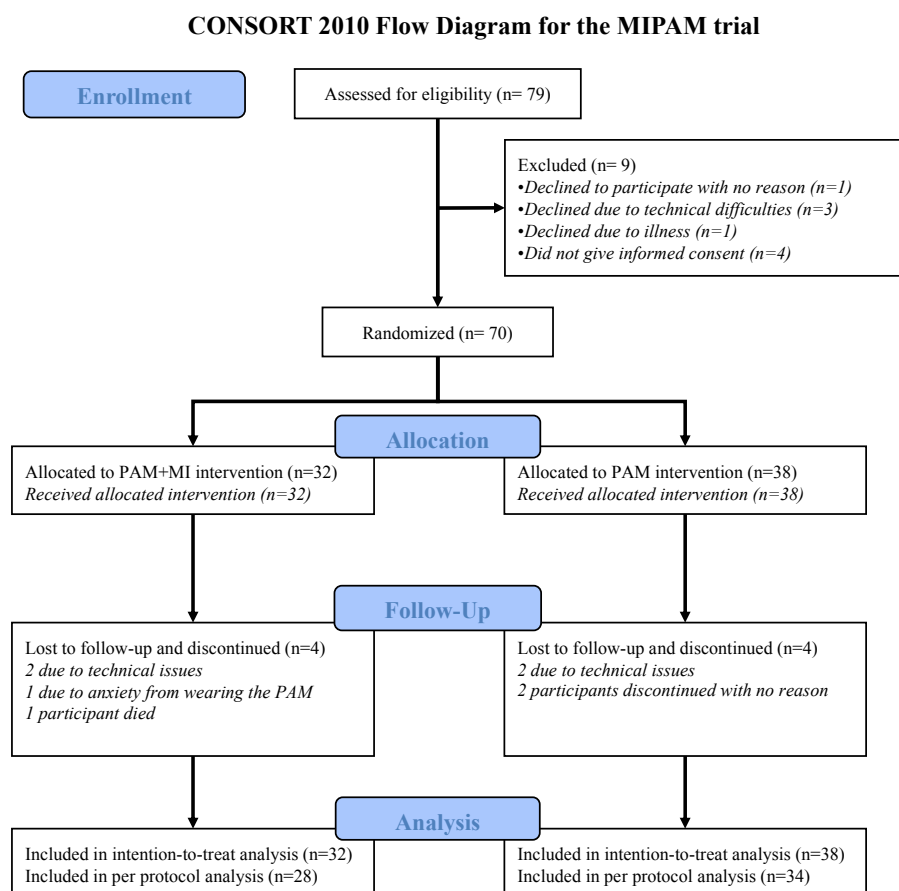 CONSORT 2010 Flow Diagram for the MIPAM trial
Enrollment
Assessed for eligibility (n= 79)
Excluded (n= 9)
•Declined to participate with no reason (n=1)
•Declined due to technical difficulties (n=3)
•Declined due to illness (n=1)
•Did not give informed consent (n=4)
Randomized (n= 70)
Allocation
Allocated to PAM+MI intervention (n=32)
Received allocated intervention (n=32)
Allocated to PAM intervention (n=38)
Received allocated intervention (n=38)
Follow-Up
Lost to follow-up and discontinued (n=4)
2 due to technical issues
1 due to anxiety from wearing the PAM
1 participant died
Lost to follow-up and discontinued (n=4)
2 due to technical issues
2 participants discontinued with no reason
Analysis
Included in intention-to-treat analysis (n=32)
Included in per protocol analysis (n=28)
Included in intention-to-treat analysis (n=38)
Included in per protocol analysis (n=34)